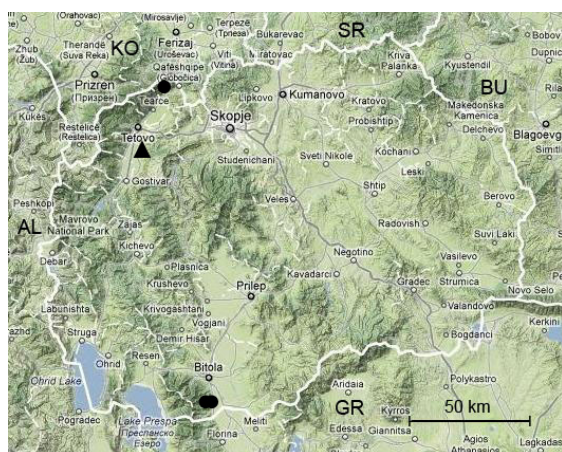 Orahovac
(Mirosavlje)
Terpezë
(Трпеза)
Bukarevac
SR
Bobov
Zhub
(Žub)
Therandë
(Suva Reka)
KO
Ferizaj
(Uroševac)
Viti
(Vitina)
Miratovac
Kriva
Palanka
Kyustendil
Dupnic
Prizren
(Призрен)
Qafëshqipe
(Globočica)
Tearce
Lipkovo
Kumanovo
Kratovo
BU
Ril
Kukës
Restelicë
(Restelica)
Tetovo
Skopje
Probishtip
Makedonska
Kamenica
Delchevo
Blagoevg
Simitli
Studenichani
Sveti Nikole
Kochani
Leski
Gostivar
Shtip
Peshkopi
Veles
Berovo
AL
Mavrovo
National Park
Zajas
Kichevo
Radovish
Suvi Laki
Debar
Plasnica
Negotino
Vasilevo
Krushevo
Prilep
Kavadarci
Gradec
Strumica
Novo Selo
Labunishta
Krivogashtani
Valandovo
Struga
Vogjani
Demir Hisar
Bogdanci
Kerkini
Ohrid
Resen
Bitola
Ohrid Lake
Polykastro
Aridaia
Pogradec
Lake Prespa
Преспанско
Езеро
Meliti
Florina
GR
Kyrros
50 km
Edessa
Giannitsa
Agios
Athanasios
Lagkadas